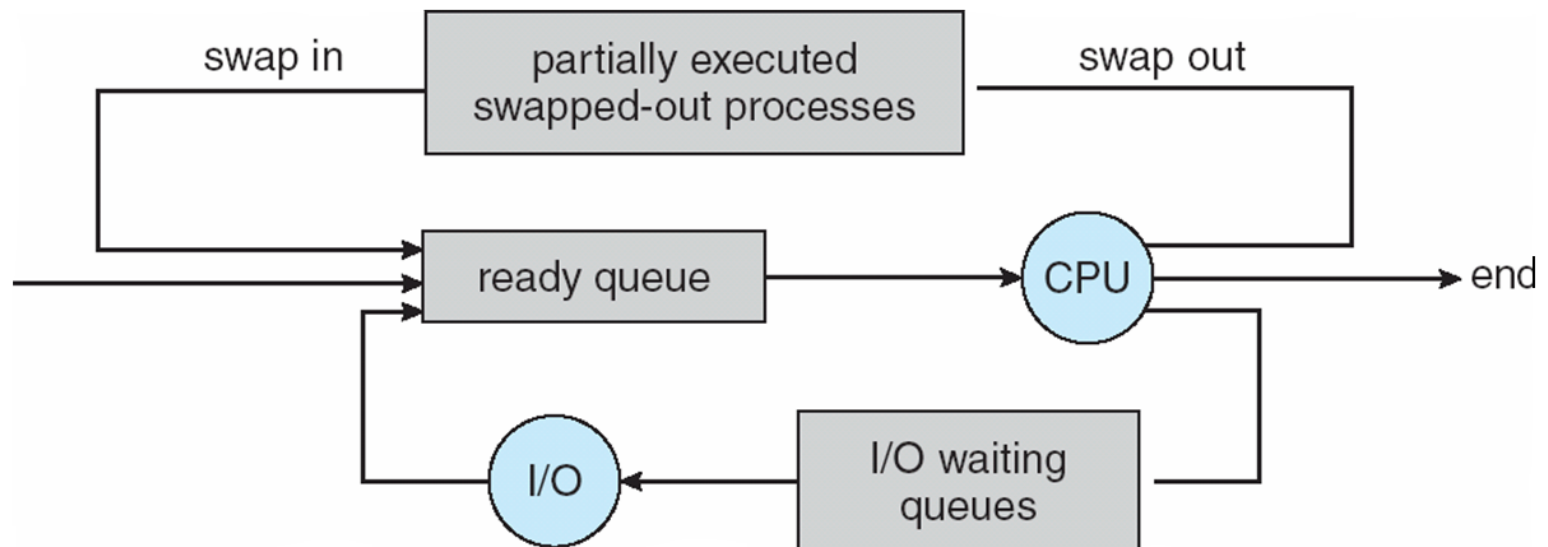 swap in
partially executed
swapped-out processes
swap out
ready queue
CPU
end
I/O
I/O waiting
queues